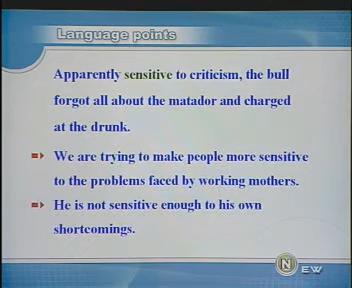 Language points
Apparently sensitive to criticism, the bull
forgot all about the matador and charged
at the drunk.
We are trying to make people more sensitive
to the problems faced by working mothers.
He is not sensitive enough to his own
shortcomings.
N EW